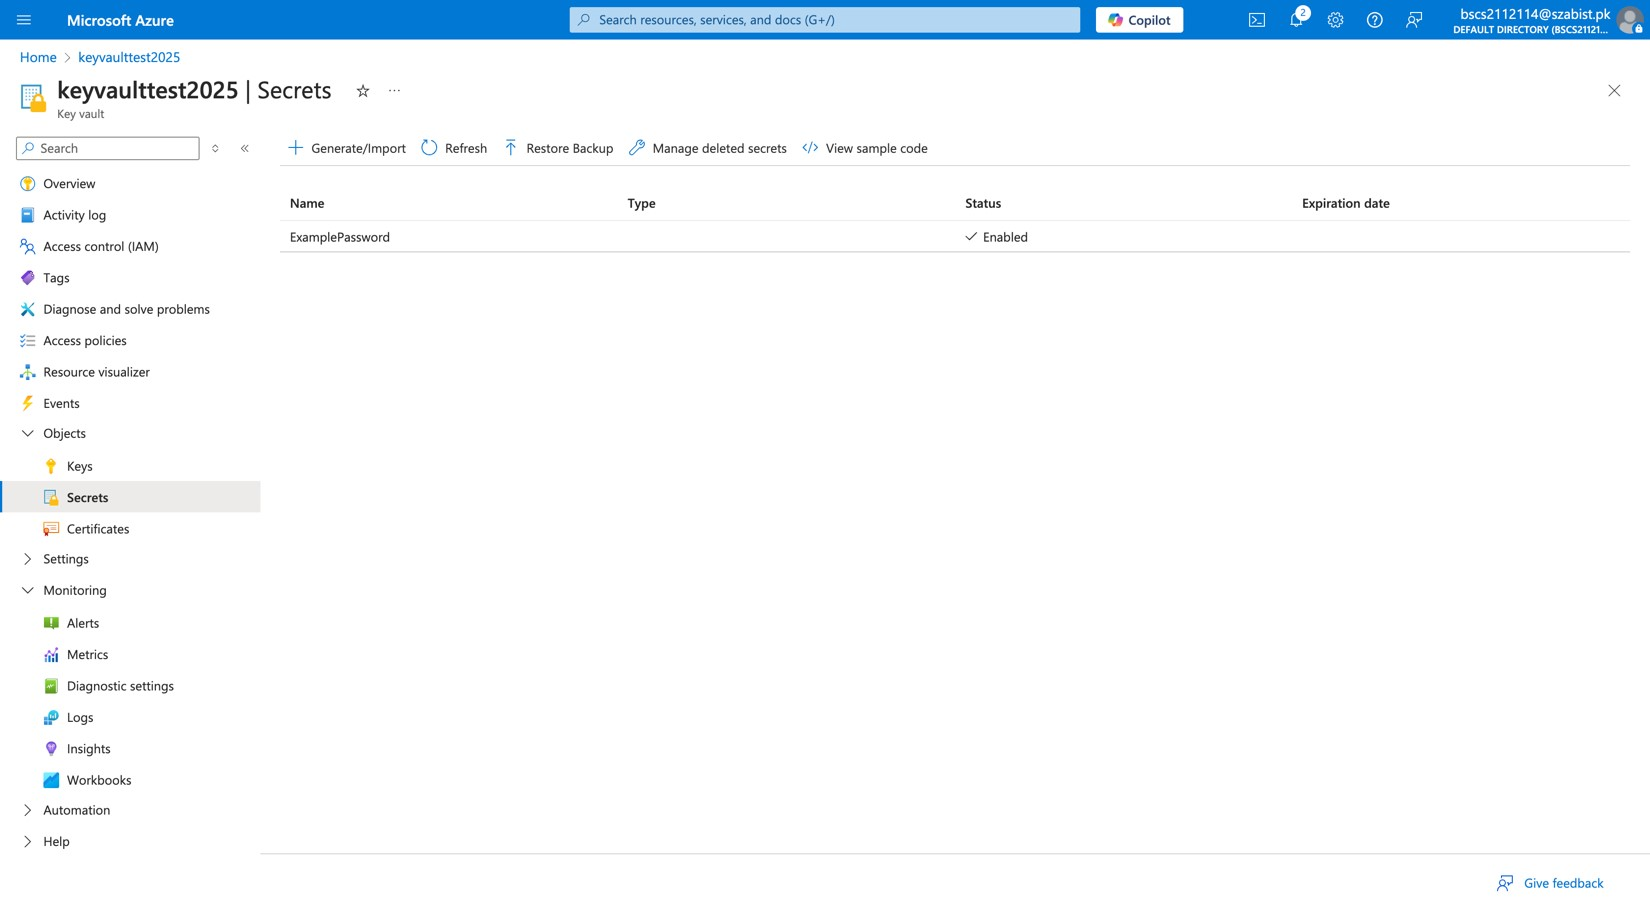 Microsoft Azure
Search resources, services, and docs (G+/)
Copilot
2
bscs2112114@szabist.pk
DEFAULT DIRECTORY (BSCS21121...
Home > keyvaulttest2025
keyvaulttest2025 | Secrets
Key vault
Search
Generate/Import Refresh Restore Backup Manage deleted secrets View sample code
Overview
Activity log
Access control (IAM)
Tags
Diagnose and solve problems
Access policies
Resource visualizer
Events
Objects
Keys
Secrets
Certificates
Settings
Monitoring
Alerts
Metrics
Diagnostic settings
Logs
Insights
Workbooks
Automation
Help
Name Type Status Expiration date
ExamplePassword Enabled
Give feedback